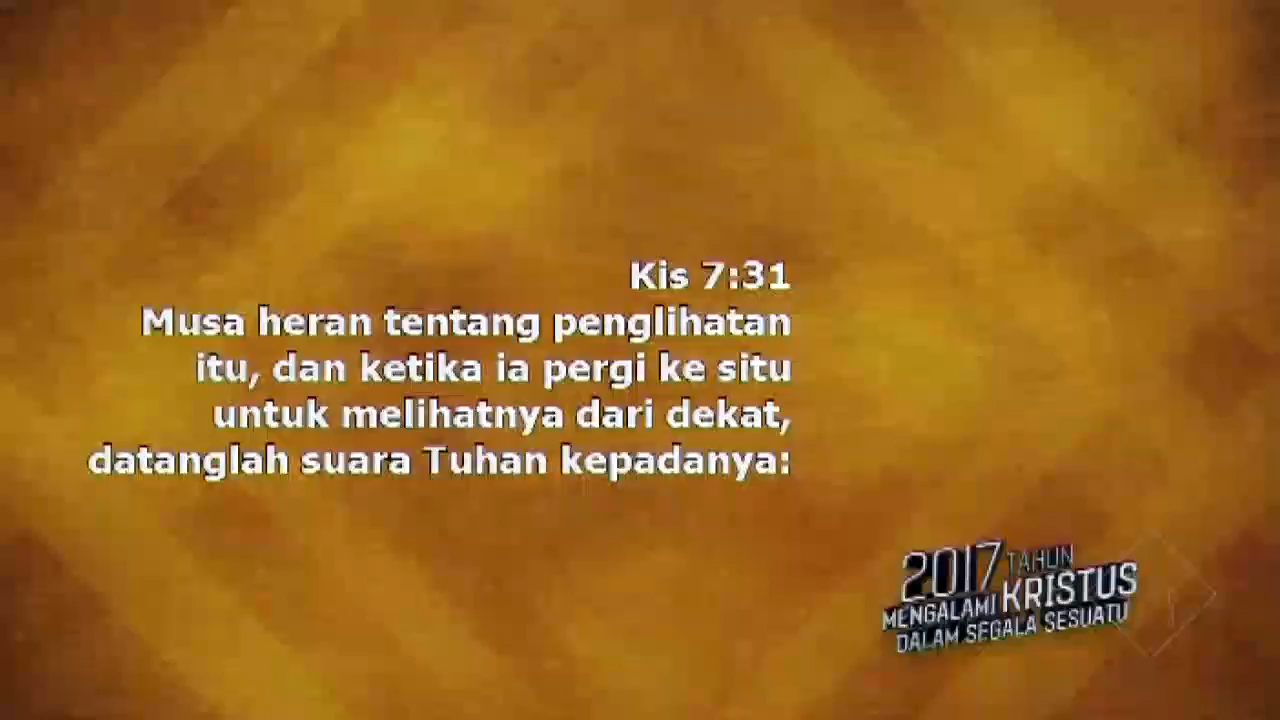 Kis 7:31
Musa heran tentang penglihatan
itu, dan ketika ia pergi ke situ
untuk melihatnya dari dekat,
datanglah suara Tuhan kepadanya:
2017 TAHUN
MENGALAMI KRISTUS
DALAM SEGALA SESUATU